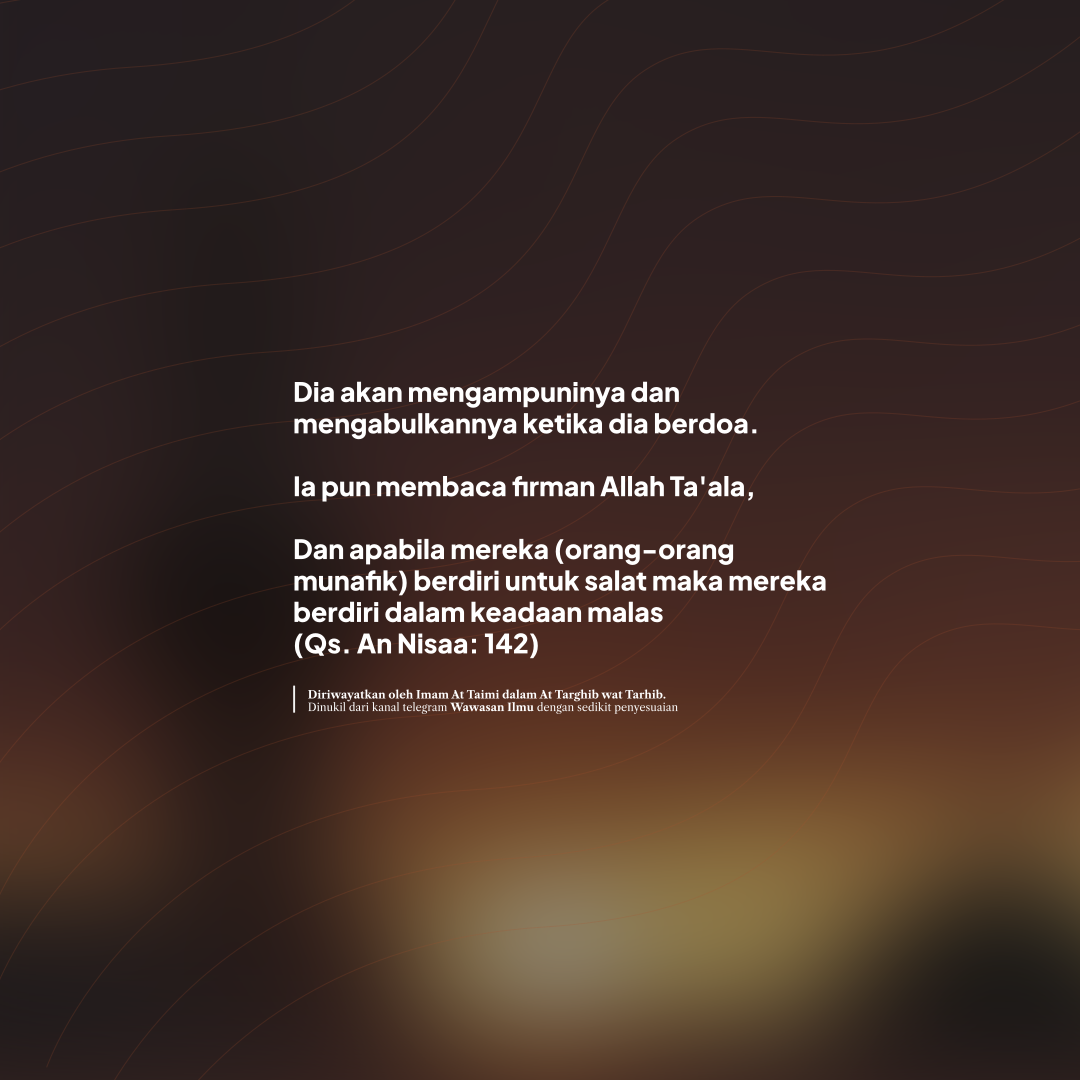 Dia akan mengampuninya dan
mengabulkannya ketika dia berdoa.
Ia pun membaca firman Allah Ta'ala,
Dan apabila mereka (orang-orang
munafik) berdiri untuk salat maka mereka
berdiri dalam keadaan malas
(Qs. An Nisaa: 142)
Diriwayatkan oleh Imam At Taimi dalam At Targhib wat Tarhib.
Dinukil dari kanal telegram Wawasan Ilmu dengan sedikit penyesuaian